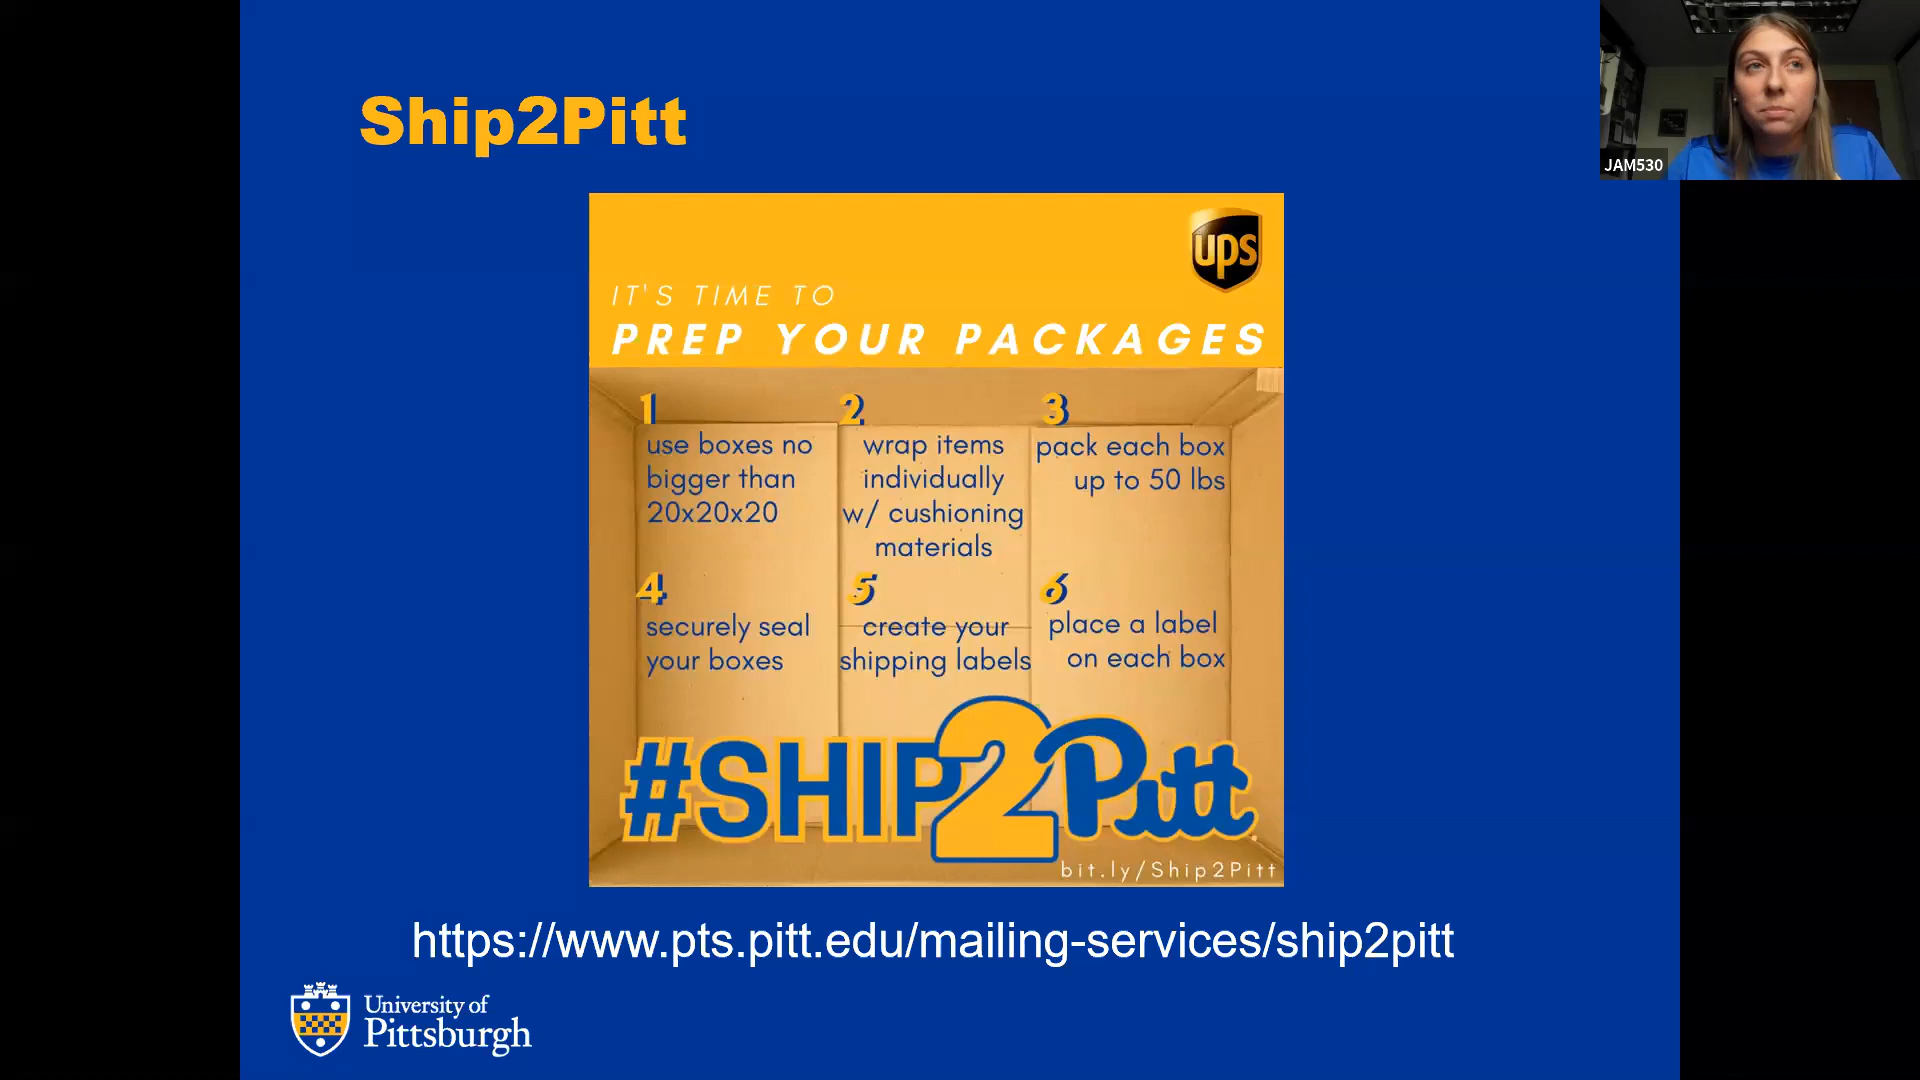 Ship2Pitt
JAM530
ups
IT'S TIME TO
PREP YOUR PACKAGES
1
use boxes no
bigger than
20x20x20
2
wrap items
individually
w/ cushioning
materials
3
pack each box
up to 50 lbs
4
securely seal
your boxes
5
create your
shipping labels
6
place a label
on each box
#SHIP2Pitt
bit.ly/Ship2Pitt
https://www.pts.pitt.edu/mailing-services/ship2pitt
University of
Pittsburgh